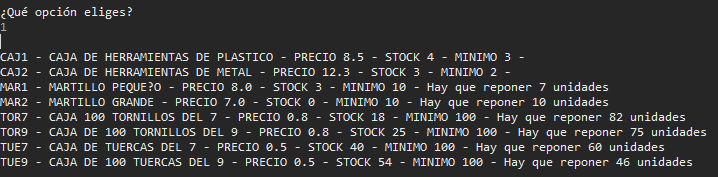 ¿Qué opción eliges?
1
CAJ1 - CAJA DE HERRAMIENTAS DE PLASTICO - PRECIO 8.5 - STOCK 4 - MINIMO 3 -
CAJ2 - CAJA DE HERRAMIENTAS DE METAL - PRECIO 12.3 - STOCK 3 - MINIMO 2 -
MAR1 - MARTILLO PEQUE?O - PRECIO 8.0 - STOCK 3 - MINIMO 10 - Hay que reponer 7 unidades
MAR2 - MARTILLO GRANDE - PRECIO 7.0 - STOCK 0 - MINIMO 10 - Hay que reponer 10 unidades
TOR7 - CAJA 100 TORNILLOS DEL 7 - PRECIO 0.8 - STOCK 18 - MINIMO 100 - Hay que reponer 82 unidades
TOR9 - CAJA DE 100 TORNILLOS DEL 9 - PRECIO 0.8 - STOCK 25 - MINIMO 100 - Hay que reponer 75 unidades
TUE7 - CAJA DE TUERCAS DEL 7 - PRECIO 0.5 - STOCK 40 - MINIMO 100 - Hay que reponer 60 unidades
TUE9 - CAJA DE 100 TUERCAS DEL 9 - PRECIO 0.5 - STOCK 54 - MINIMO 100 - Hay que reponer 46 unidades